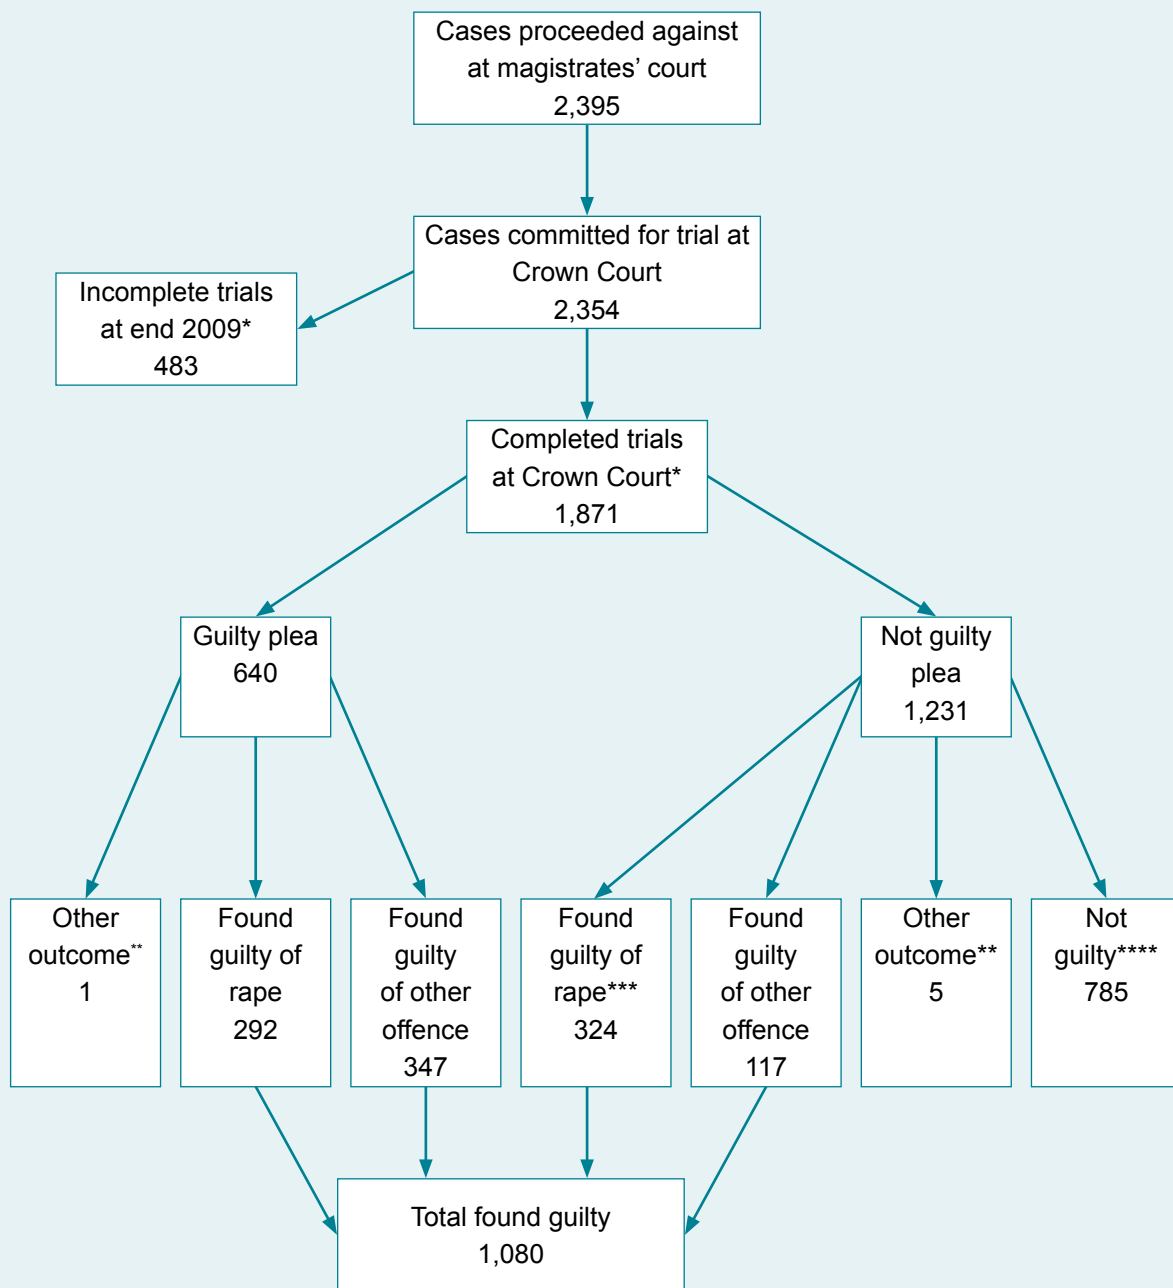 Cases proceeded against
at magistrates’ court
2,395
Cases committed for trial at
Crown Court
2,354
Incomplete trials
at end 2009*
483
Completed trials
at Crown Court*
1,871
Guilty plea
640
Not guilty
plea
1,231
Other
outcome**
1
Found
guilty of
rape
292
Found
guilty
of other
offence
347
Found
guilty of
rape***
324
Found
guilty
of other
offence
117
Other
outcome**
5
Not
guilty****
785
Total found guilty
1,080